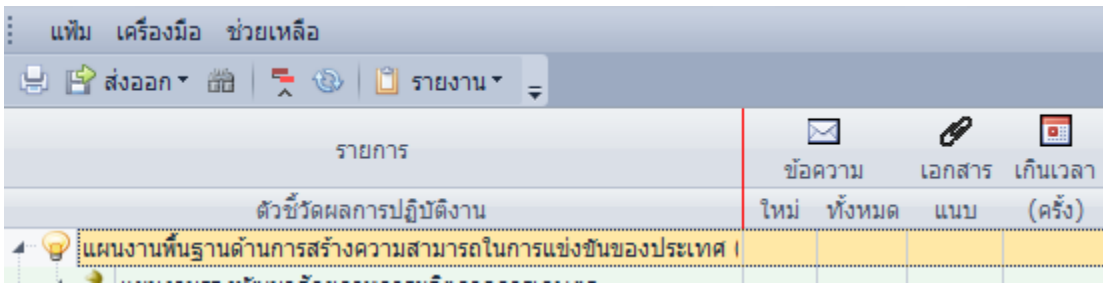 แฟ้ม เครื่องมือ ช่วยเหลือ
ส่งออก รายงาน
รายการ ข้อความ เอกสาร เกินเวลา
ตัวชี้วัดผลการปฏิบัติงาน ใหม่ ทั้งหมด แนบ (ครั้ง)
แผนงานพื้นฐานด้านการสร้างความสามารถในการแข่งขันของประเทศ (